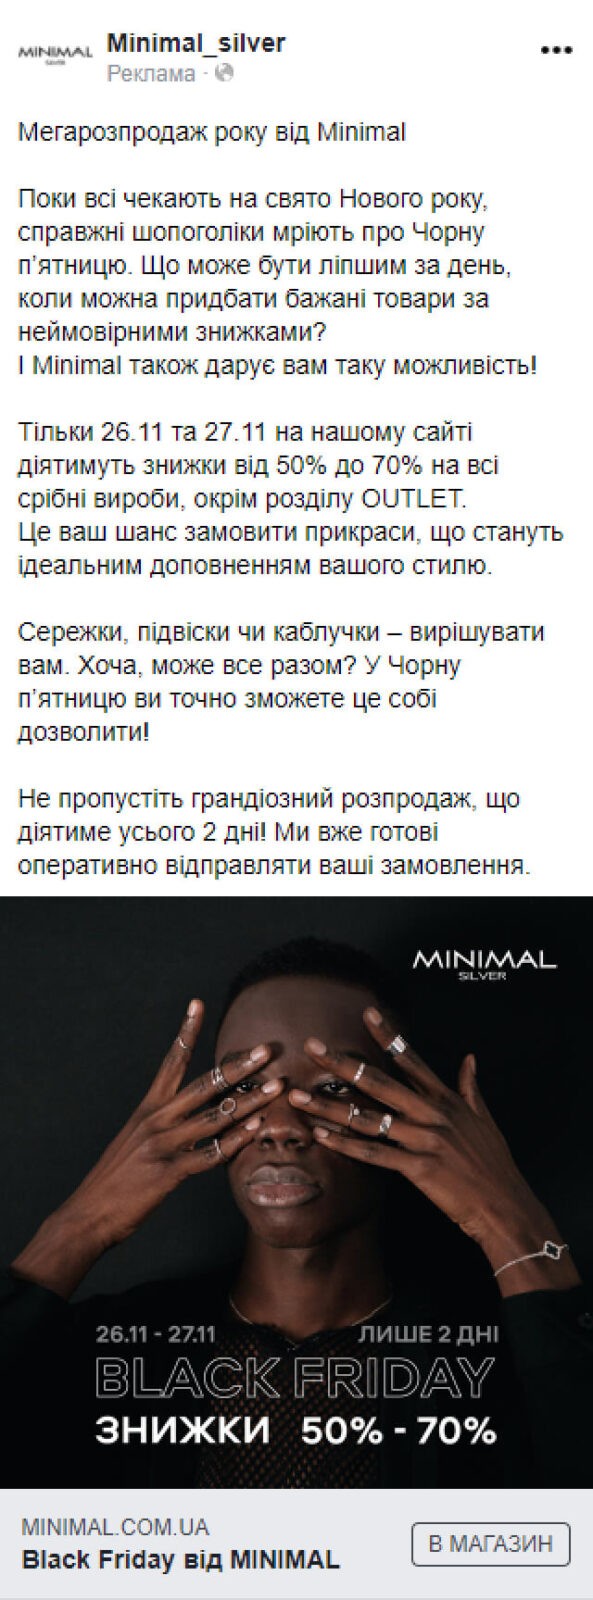 MINIMAL
SILVER
Minimal_silver
Реклама ·
Мегарозпродаж року від Minimal
Поки всі чекають на свято Нового року,
справжні шопоголіки мріють про Чорну
п’ятницю. Що може бути ліпшим за день,
коли можна придбати бажані товари за
неймовірними знижками?
І Minimal також дарує вам таку можливість!
Тільки 26.11 та 27.11 на нашому сайті
діятимуть знижки від 50% до 70% на всі
срібні вироби, окрім розділу OUTLET.
Це ваш шанс замовити прикраси, що стануть
ідеальним доповненням вашого стилю.
Сережки, підвіски чи каблучки – вирішувати
вам. Хоча, може все разом? У Чорну
п’ятницю ви точно зможете це собі
дозволити!
Не пропустіть грандіозний розпродаж, що
діятиме усього 2 дні! Ми вже готові
оперативно відправляти ваші замовлення.
MINIMAL
SILVER
26.11 - 27.11 ЛИШЕ 2 ДНІ
BLACK FRIDAY
ЗНИЖКИ 50% - 70%
MINIMAL.COM.UA
Black Friday від MINIMAL
В МАГАЗИН